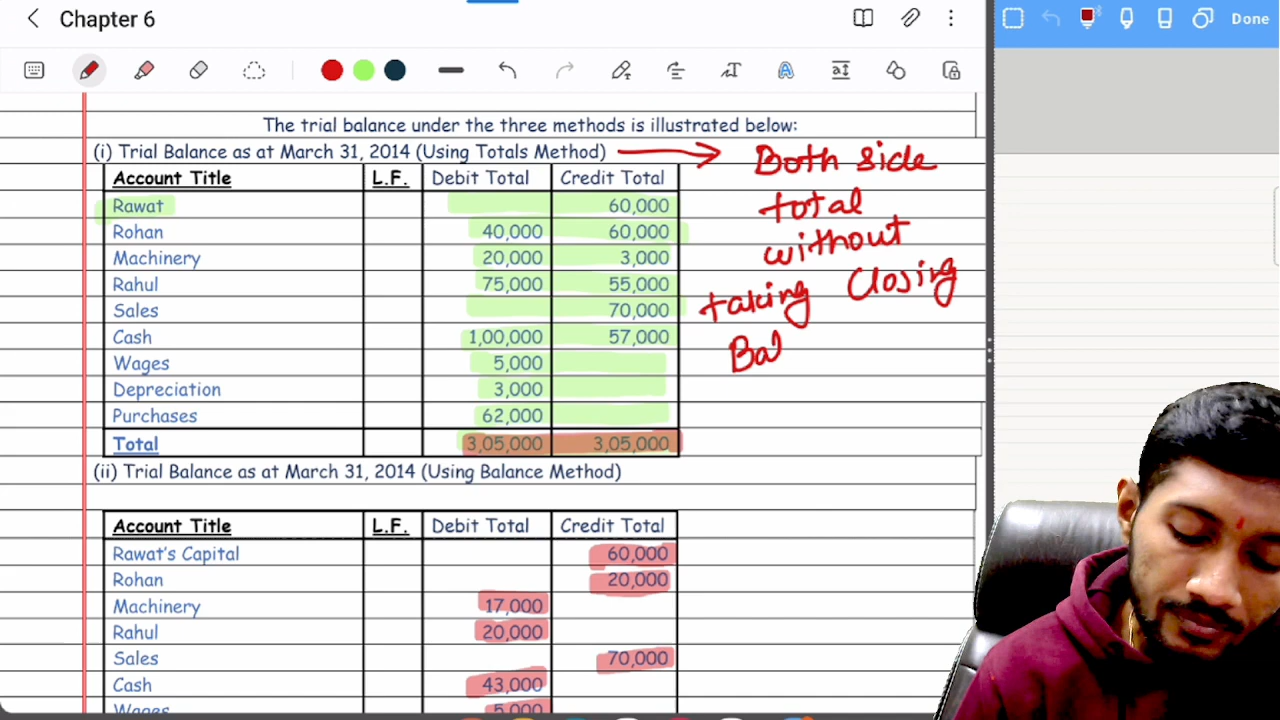 Chapter 6
Done
The trial balance under the three methods is illustrated below:
(i) Trial Balance as at March 31, 2014 (Using Totals Method)
Account Title L.F. Debit Total Credit Total
Rawat 60,000
Rohan 40,000 60,000
Machinery 20,000 3,000
Rahul 75,000 55,000
Sales 70,000
Cash 1,00,000 57,000
Wages 5,000
Depreciation 3,000
Purchases 62,000
Total 3,05,000 3,05,000
Both side
total
without
taking Closing
Bal
(ii) Trial Balance as at March 31, 2014 (Using Balance Method)
Account Title L.F. Debit Total Credit Total
Rawat's Capital 60,000
Rohan 20,000
Machinery 17,000
Rahul 20,000
Sales 70,000
Cash 43,000
Wages 5,000